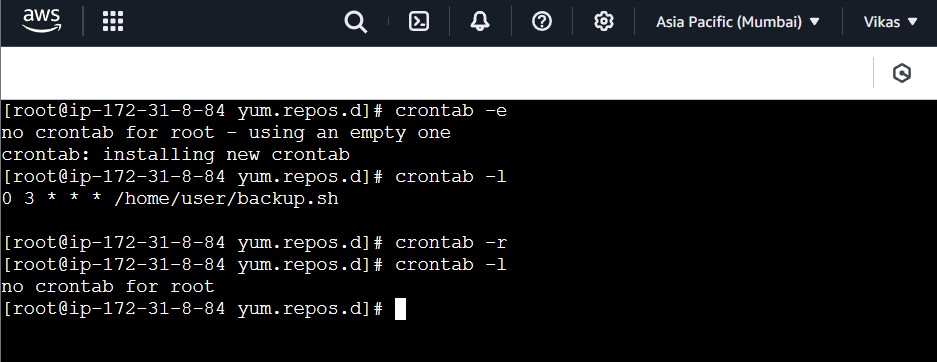 aws
Asia Pacific (Mumbai) ▼ Vikas ▼
[root@ip-172-31-8-84 yum.repos.d]# crontab -e
no crontab for root - using an empty one
crontab: installing new crontab
[root@ip-172-31-8-84 yum.repos.d]# crontab -l
0 3 * * * /home/user/backup.sh
[root@ip-172-31-8-84 yum.repos.d]# crontab -r
[root@ip-172-31-8-84 yum.repos.d]# crontab -l
no crontab for root
[root@ip-172-31-8-84 yum.repos.d]#